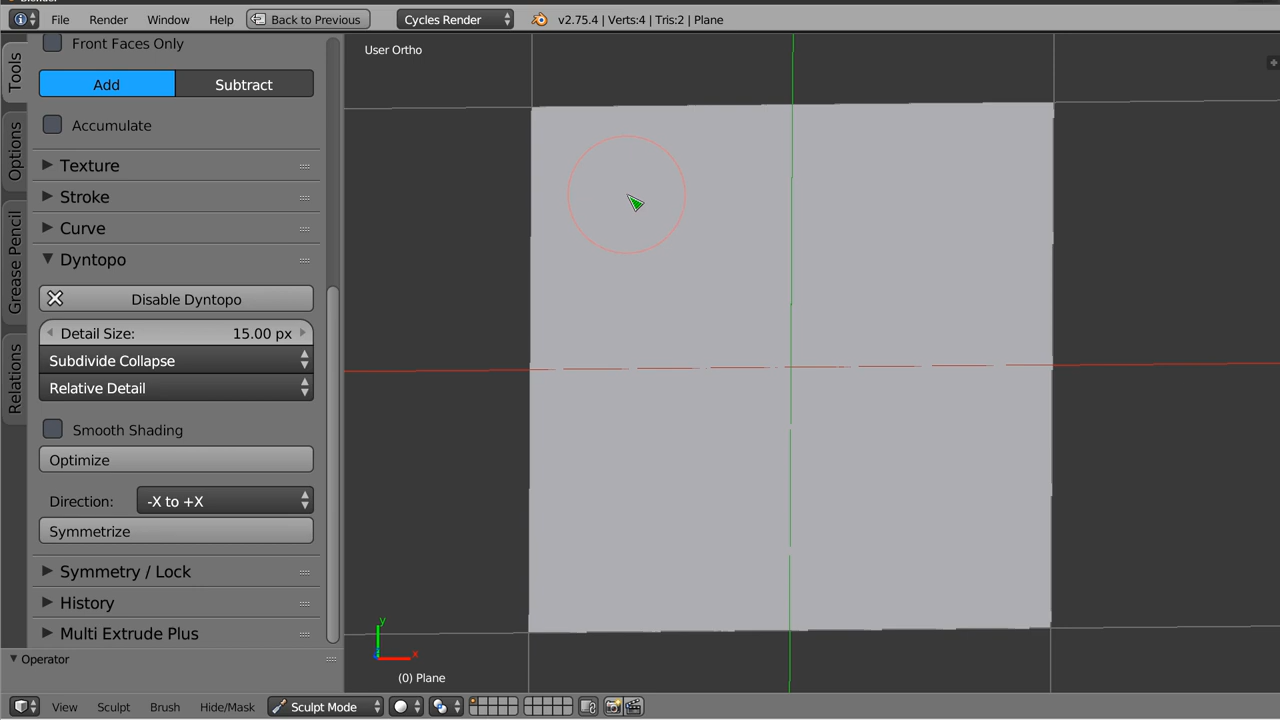 File Render Window Help Back to Previous Cycles Render v2.75.4 | Verts:4 | Tris:2 | Plane
Tools
Options
Grease Pencil
Relations
Front Faces Only
Add Subtract
Accumulate
Texture
Stroke
Curve
Dyntopo
Disable Dyntopo
Detail Size: 15.00 px
Subdivide Collapse
Relative Detail
Smooth Shading
Optimize
Direction: -X to +X
Symmetrize
Symmetry / Lock
History
Multi Extrude Plus
Operator
User Ortho
y
x
(0) Plane
View Sculpt Brush Hide/Mask Sculpt Mode